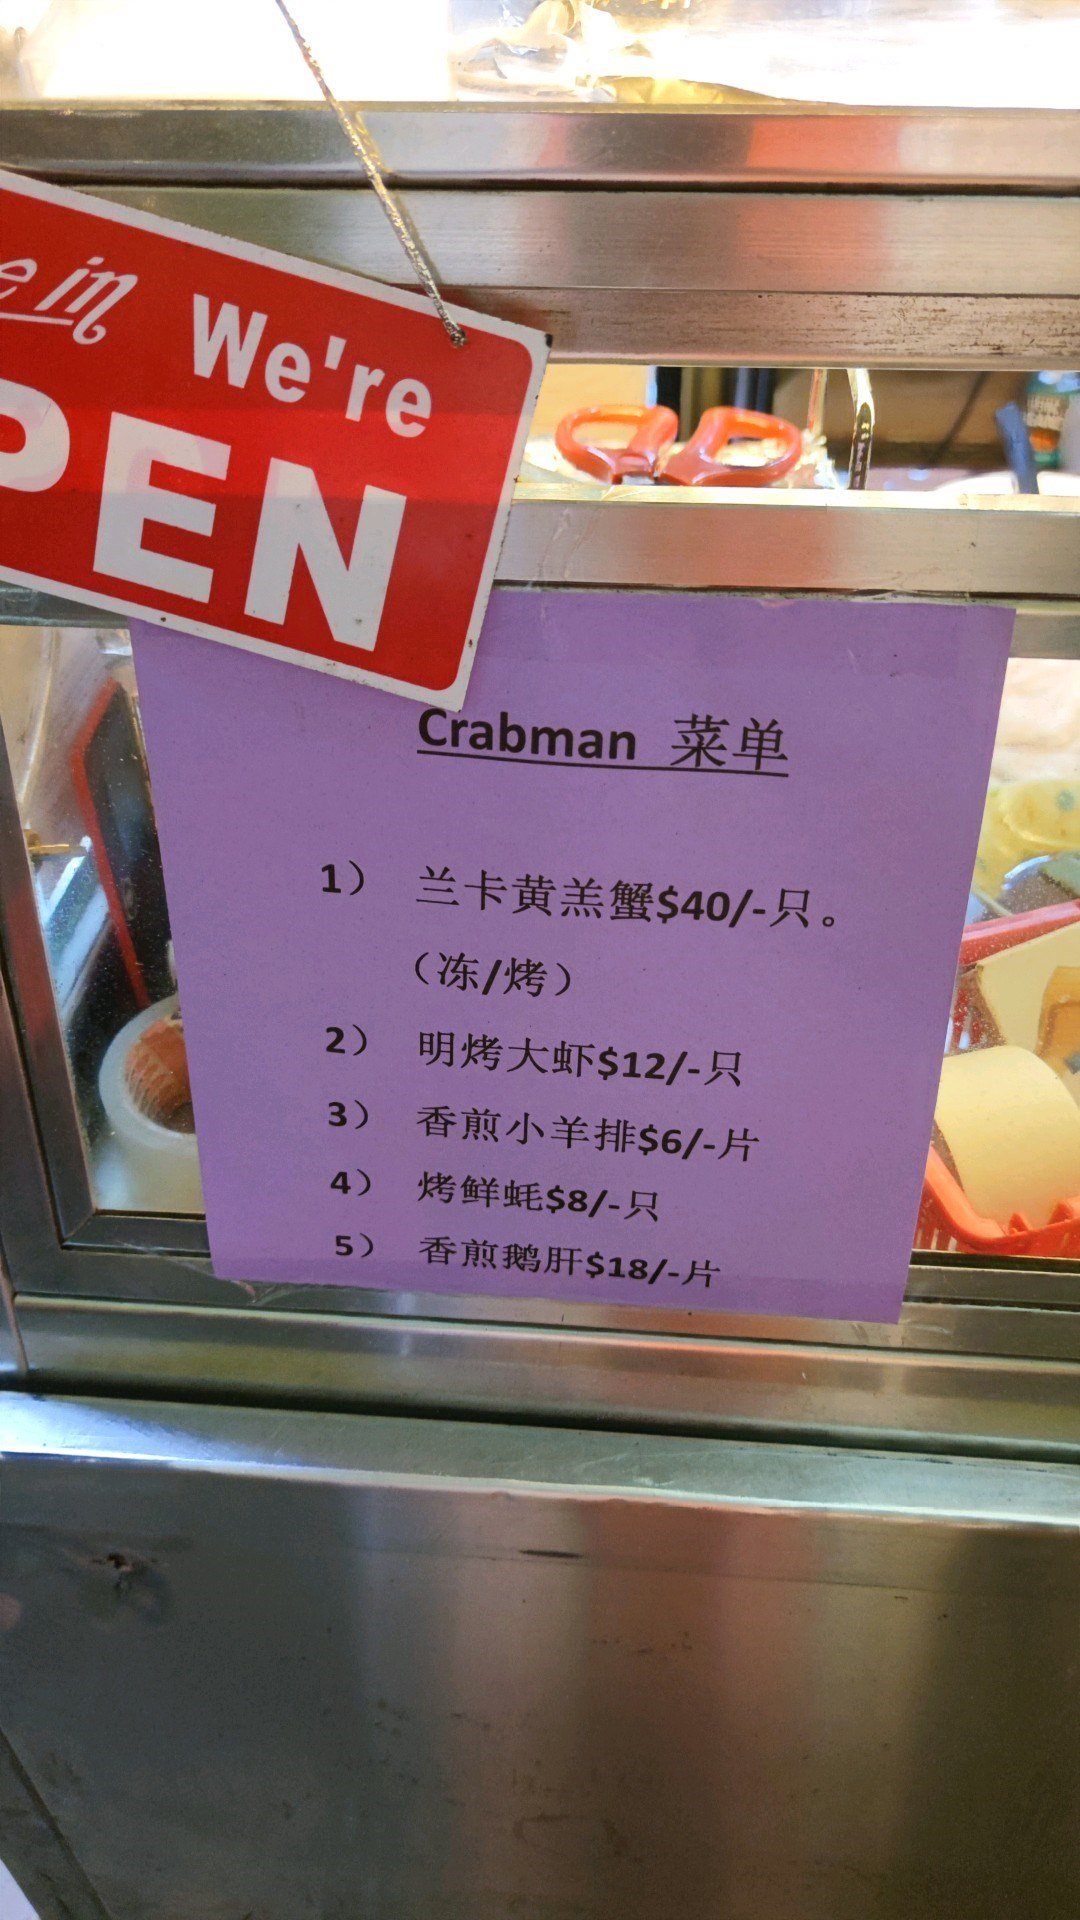 e in We're
PEN
Crabman 菜单
1） 兰卡黄羔蟹$40/-只。
（冻/烤）
2） 明烤大虾$12/-只
3） 香煎小羊排$6/-片
4） 烤鲜蚝$8/-只
5） 香煎鹅肝$18/-片